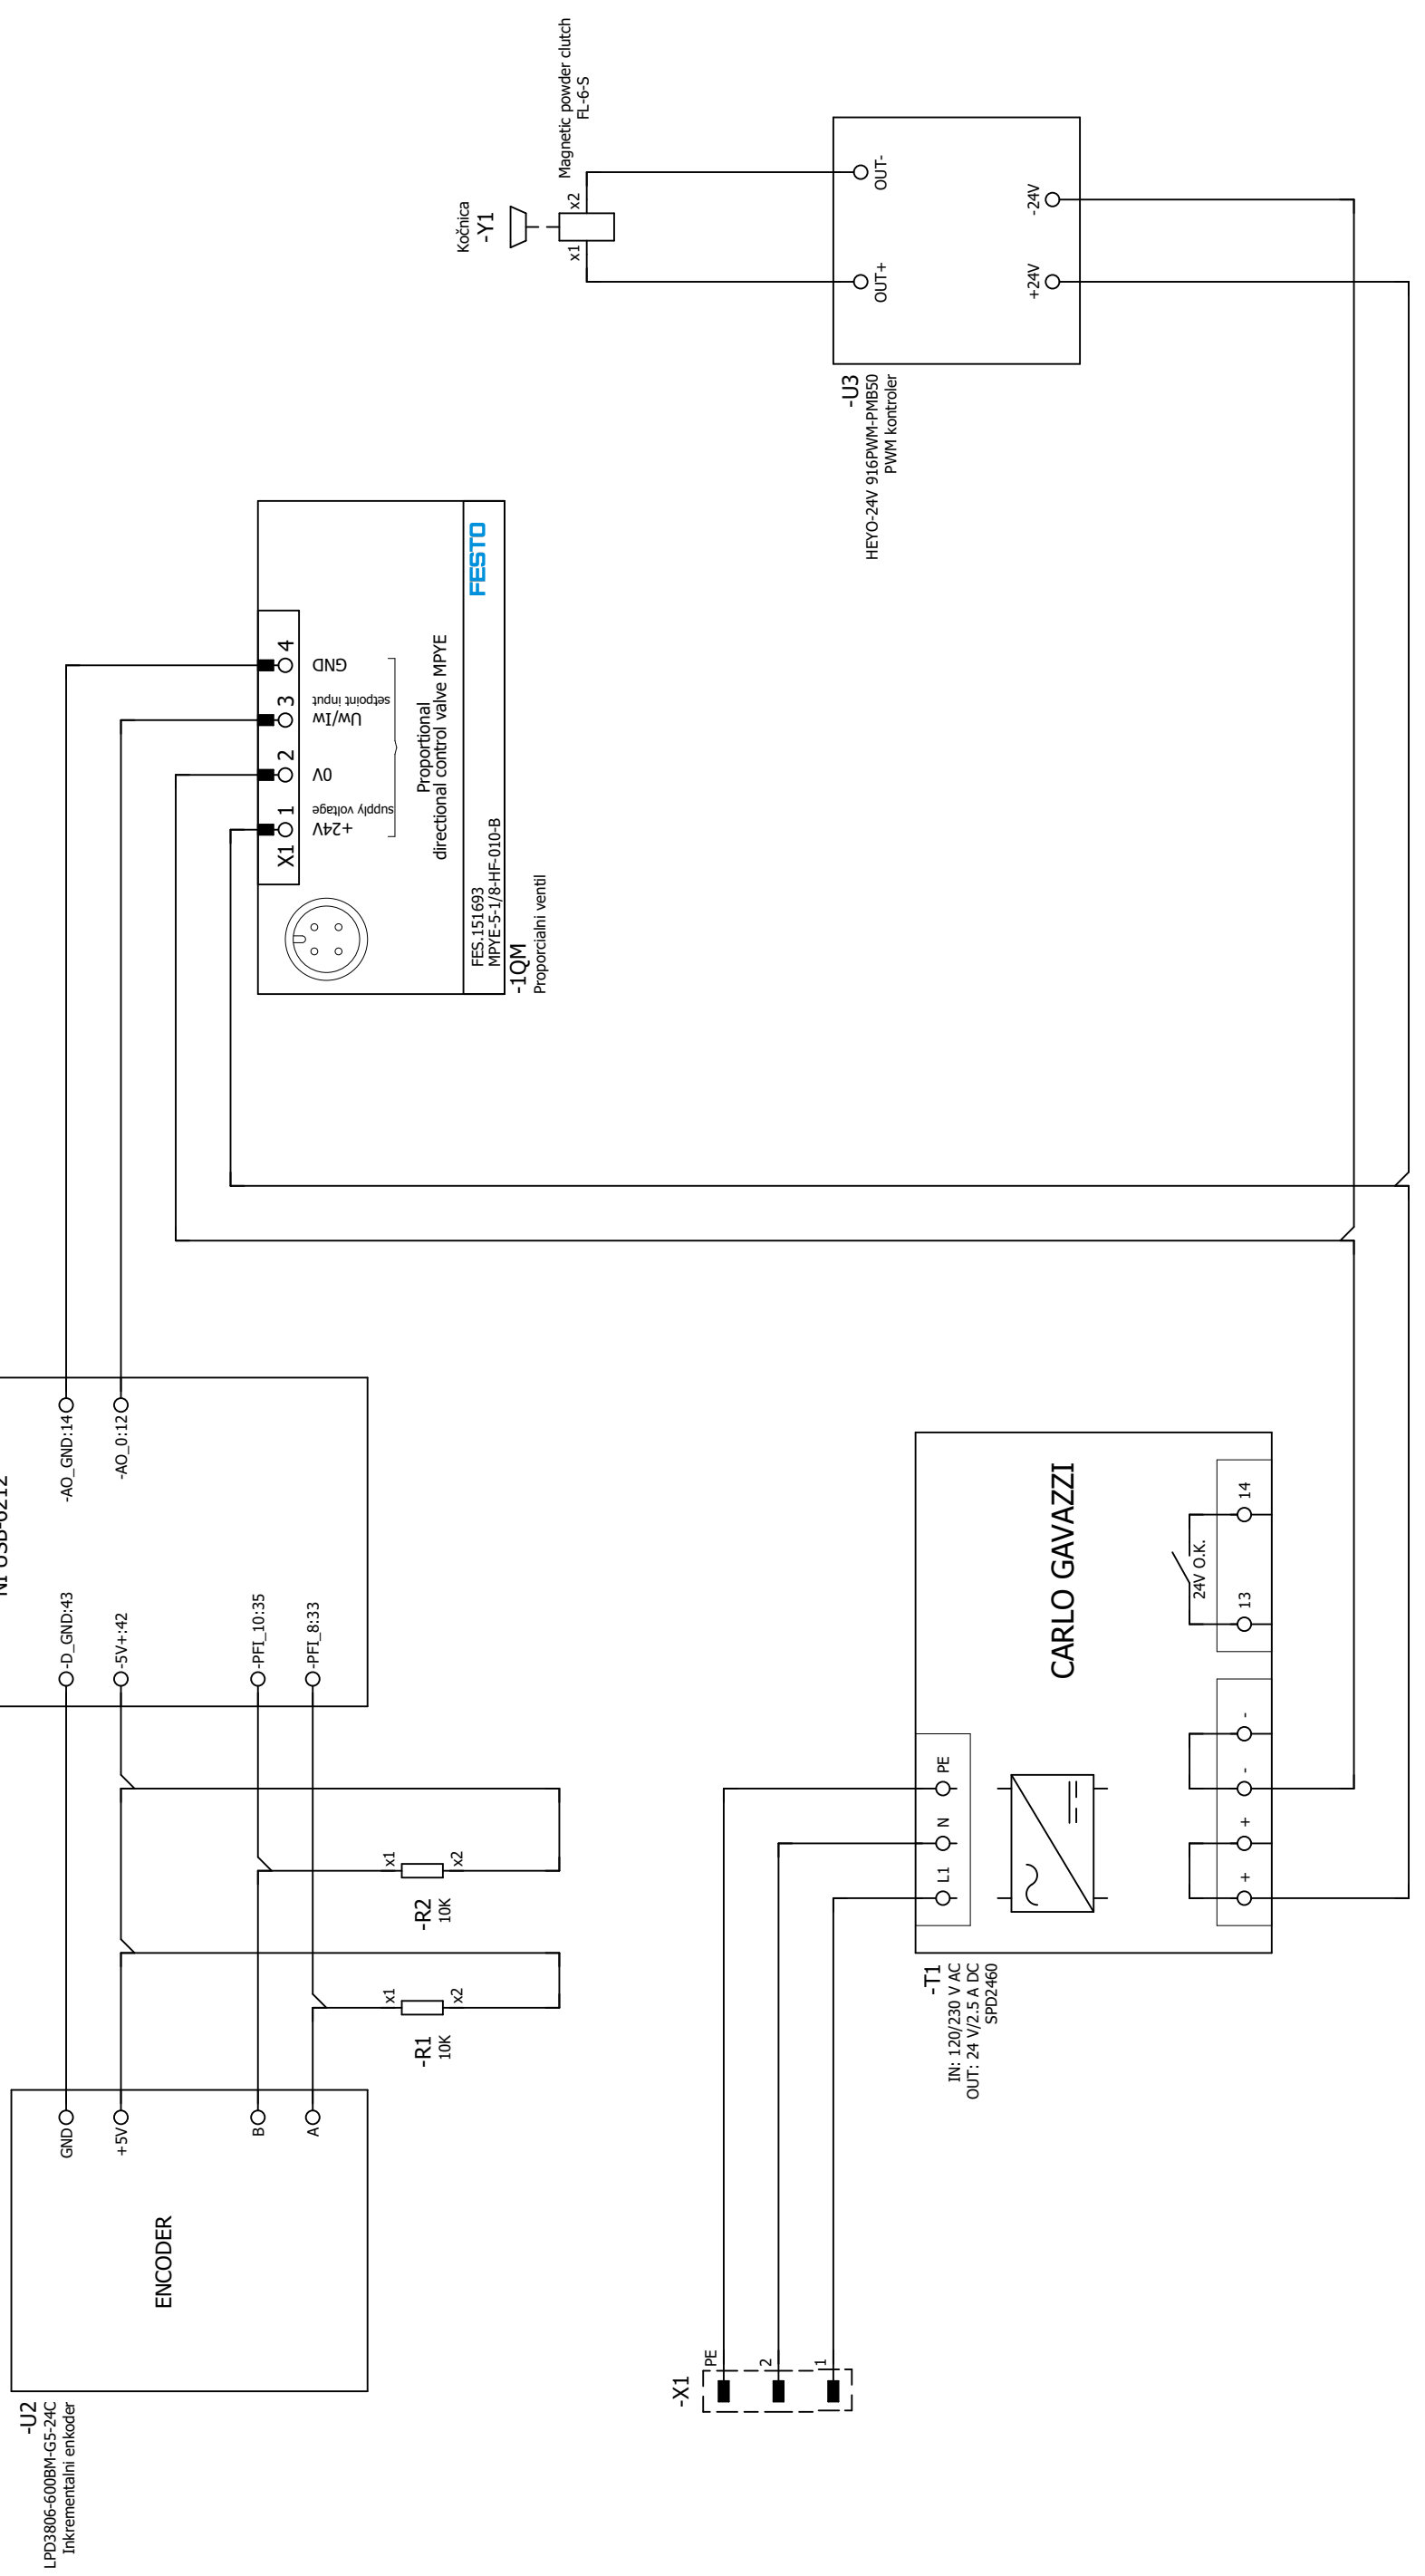 -U2
LPD3806-600BM-G5-24C
Inkrementalni enkoder
ENCODER
GND
+5V
B
A
-R1
10K
x1
x2
-R2
10K
x1
x2
NI USB-6212
-D_GND:43
-5V+:42
-PFI_10:35
-PFI_8:33
-AO_GND:14
-AO_0:12
-1QM
Proporcialni ventil
X1
1
2
3
4
+24V
supply voltage
0V
Uw/Iw
setpoint input
GND
Proportional
directional control valve MPYE
FES.151693
MPYE-5-1/8-HF-010-B
FESTO
Kočnica
-Y1
x1
x2
Magnetic powder clutch
FL-6-S
-X1
1
2
PE
-T1
IN: 120/230 V AC
OUT: 24 V/2.5 A DC
SPD2460
L1
N
PE
CARLO GAVAZZI
+
+
-
-
24V O.K.
13
14
-U3
HEYO-24V 916PWM-PMB50
PWM kontroler
OUT+
OUT-
+24V
-24V